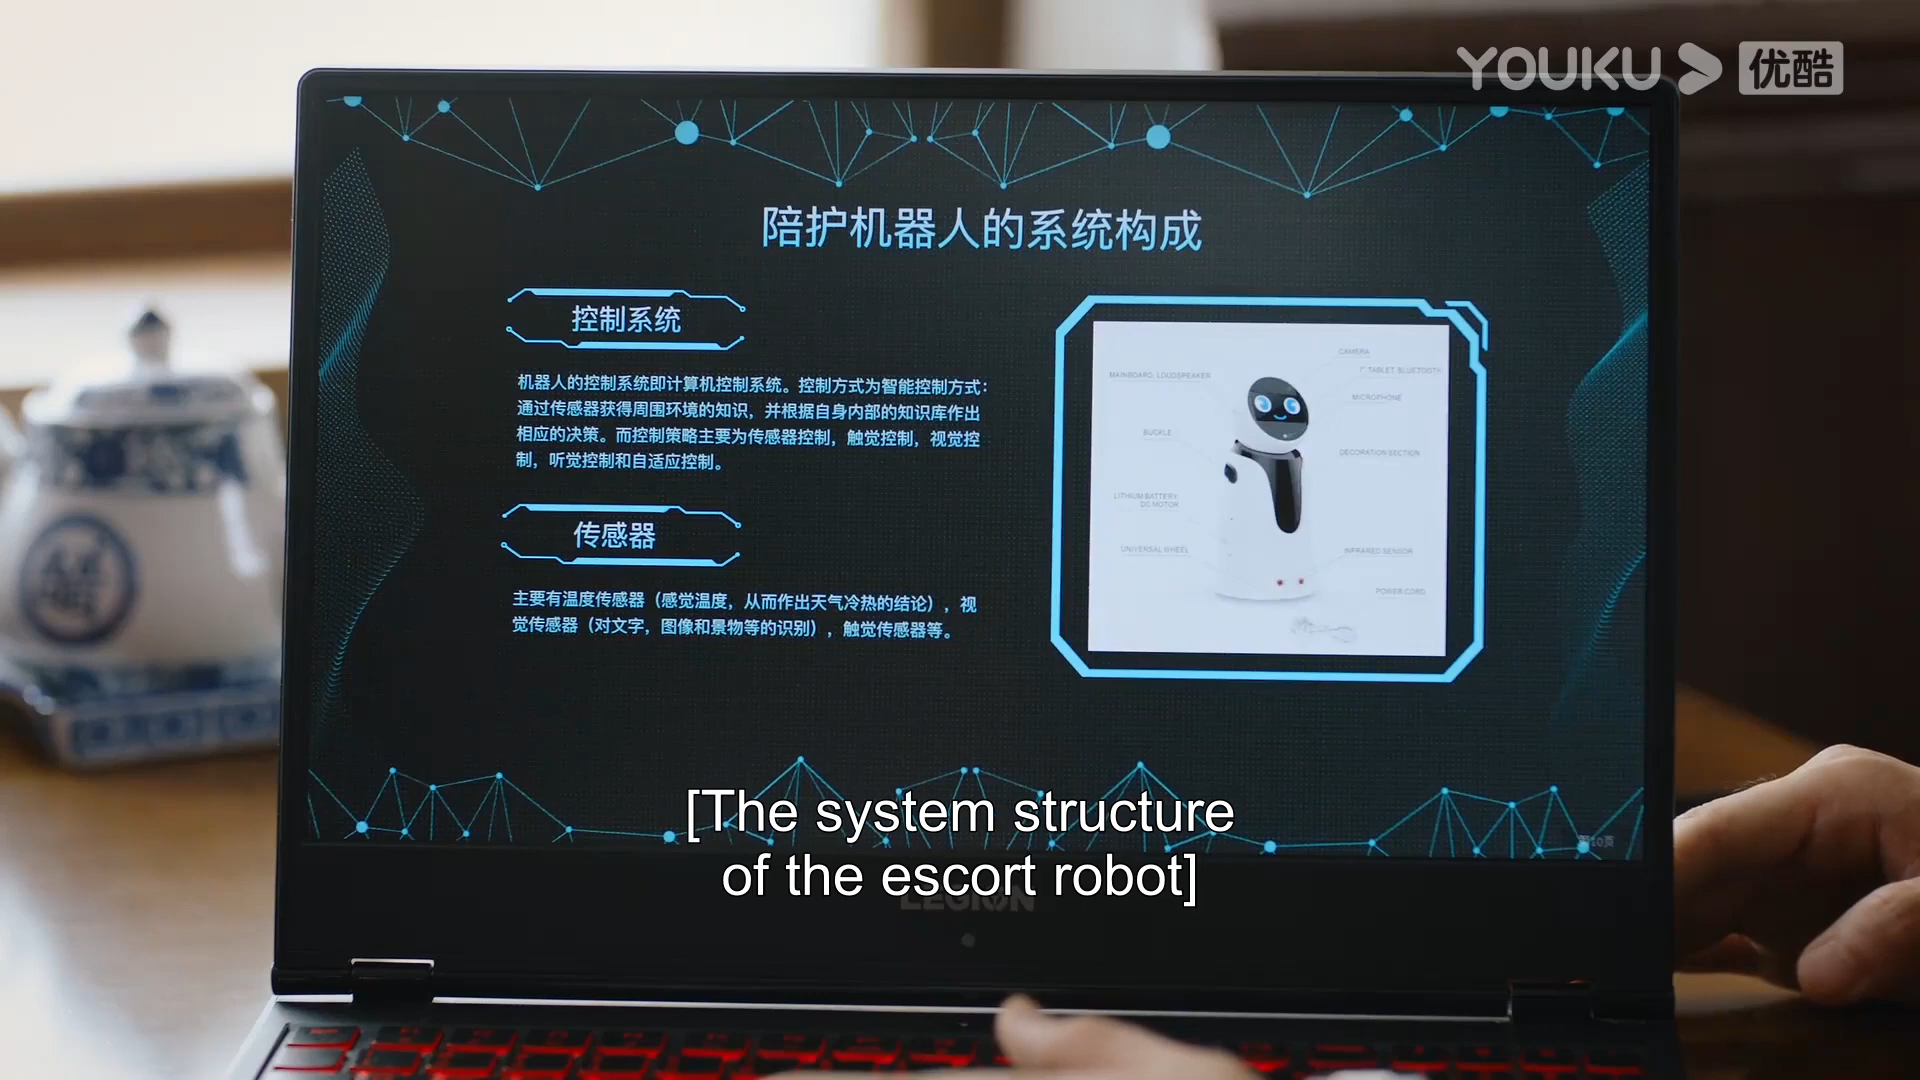 YOUKU 优酷
陪护机器人的系统构成
控制系统
机器人的控制系统即计算机控制系统。控制方式为智能控制方式：
通过传感器获得周围环境的知识，并根据自身内部的知识库作出
相应的决策。而控制策略主要为传感器控制，触觉控制，视觉控
制，听觉控制和自适应控制。
传感器
主要有温度传感器（感觉温度，从而作出天气冷热的结论），视
觉传感器（对文字，图像和景物等的识别），触觉传感器等。
CAMERA
MAINBOARD, LOUDSPEAKER
7" TABLET, BLUETOOTH
MICROPHONE
BUCKLE
DECORATION SECTION
LITHIUM BATTERY
DC MOTOR
UNIVERSAL WHEEL
INFRARED SENSOR
POWER CORD
第10页
[The system structure
of the escort robot]
LEGION